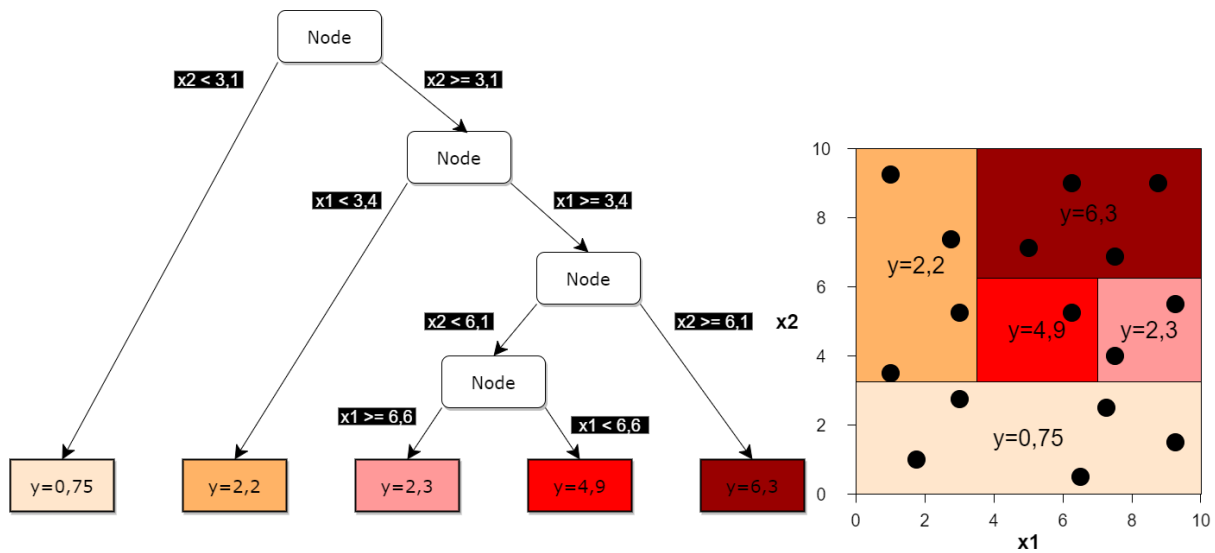 Node
x2 < 3,1
x2 >= 3,1
Node
x1 < 3,4
x1 >= 3,4
Node
x2 < 6,1
x2 >= 6,1
Node
x1 >= 6,6
x1 < 6,6
y=0,75
y=2,2
y=2,3
y=4,9
y=6,3
10
8
6
4
2
0
x2
y=6,3
y=2,2
y=4,9
y=2,3
y=0,75
0 2 4 6 8 10
x1